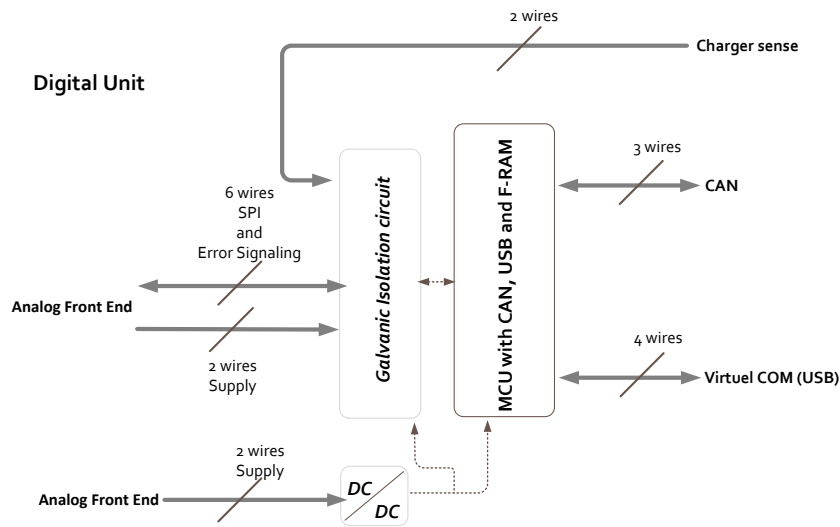 2 wires
Charger sense
Digital Unit
Galvanic Isolation circuit
MCU with CAN, USB and F-RAM
3 wires
CAN
6 wires
SPI
and
Error Signaling
Analog Front End
2 wires
Supply
4 wires
Virtuel COM (USB)
2 wires
Supply
Analog Front End
DC
DC